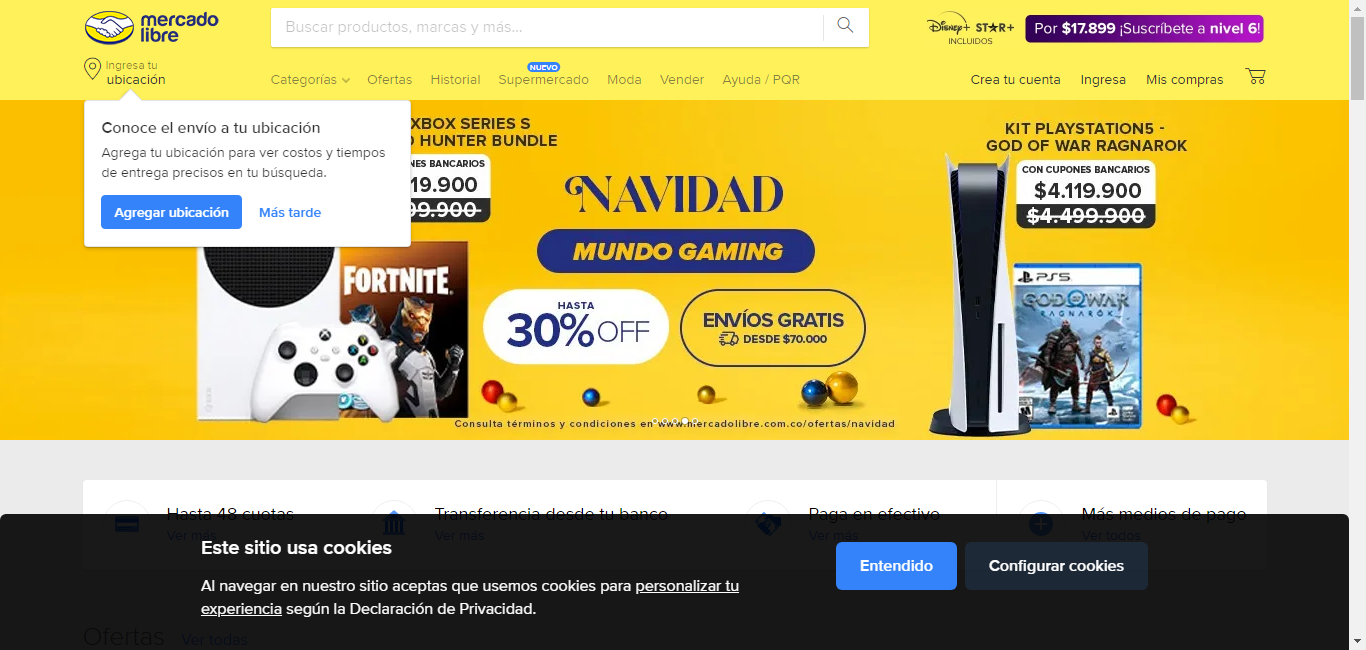 mercado
libre
Buscar productos, marcas y más...
Disney+ STAR+
INCLUIDOS
Por $17.899 ¡Suscríbete a nivel 6!
Ingresa tu
ubicación
Categorías
Ofertas
Historial
NUEVO
Supermercado
Moda
Vender
Ayuda / PQR
Crea tu cuenta
Ingresa
Mis compras
Conoce el envío a tu ubicación
Agrega tu ubicación para ver costos y tiempos
de entrega precisos en tu búsqueda.
Agregar ubicación
Más tarde
XBOX SERIES S
HUNTER BUNDLE
BANCARIOS
19.900
99.900
FORTNITE
NAVIDAD
MUNDO GAMING
HASTA
30% OFF
ENVÍOS GRATIS
DESDE $70.000
KIT PLAYSTATION5 -
GOD OF WAR RAGNAROK
CON CUPONES BANCARIOS
$4.119.900
$4.499.900
PS5
GOD OF WAR
RAGNARÖK
Consulta términos y condiciones en www.mercadolibre.com.co/ofertas/navidad
Hasta 48 cuotas
Ver más
Transferencia desde tu banco
Ver más
Paga en efectivo
Ver más
Más medios de pago
Ver todos
Este sitio usa cookies
Al navegar en nuestro sitio aceptas que usemos cookies para personalizar tu
experiencia según la Declaración de Privacidad.
Entendido
Configurar cookies
Ofertas
Ver todas